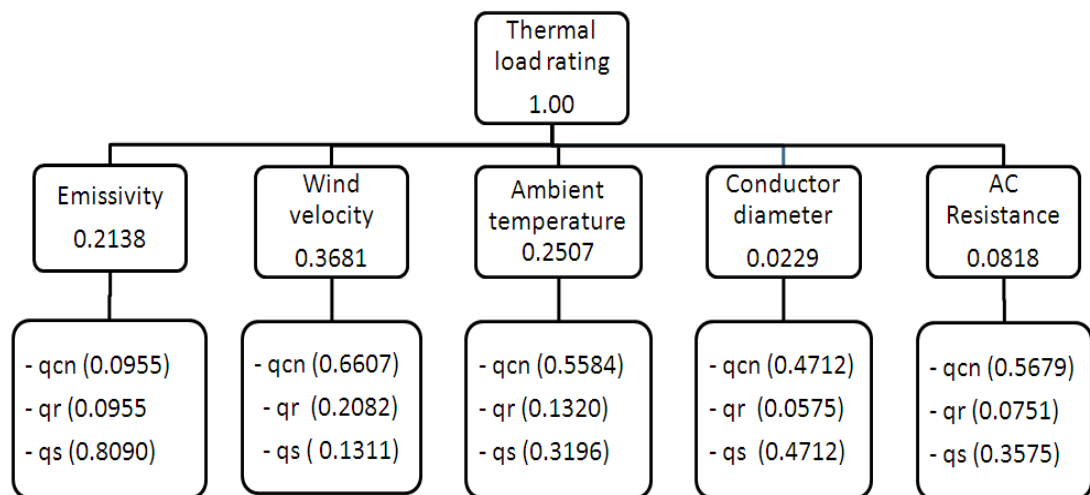 Thermal
load rating
1.00
Emissivity
0.2138
Wind
velocity
0.3681
Ambient
temperature
0.2507
Conductor
diameter
0.0229
AC
Resistance
0.0818
- qcn (0.0955)
- qr (0.0955
- qs (0.8090)
- qcn (0.6607)
- qr (0.2082)
- qs ( 0.1311)
- qcn (0.5584)
- qr (0.1320)
- qs (0.3196)
- qcn (0.4712)
- qr (0.0575)
- qs (0.4712)
- qcn (0.5679)
- qr (0.0751)
- qs (0.3575)